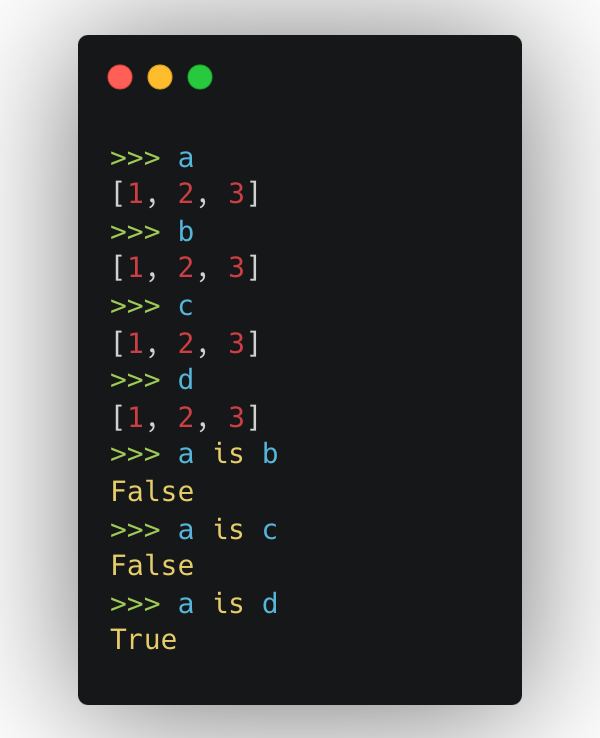 >>> a
[1, 2, 3]
>>> b
[1, 2, 3]
>>> c
[1, 2, 3]
>>> d
[1, 2, 3]
>>> a is b
False
>>> a is c
False
>>> a is d
True